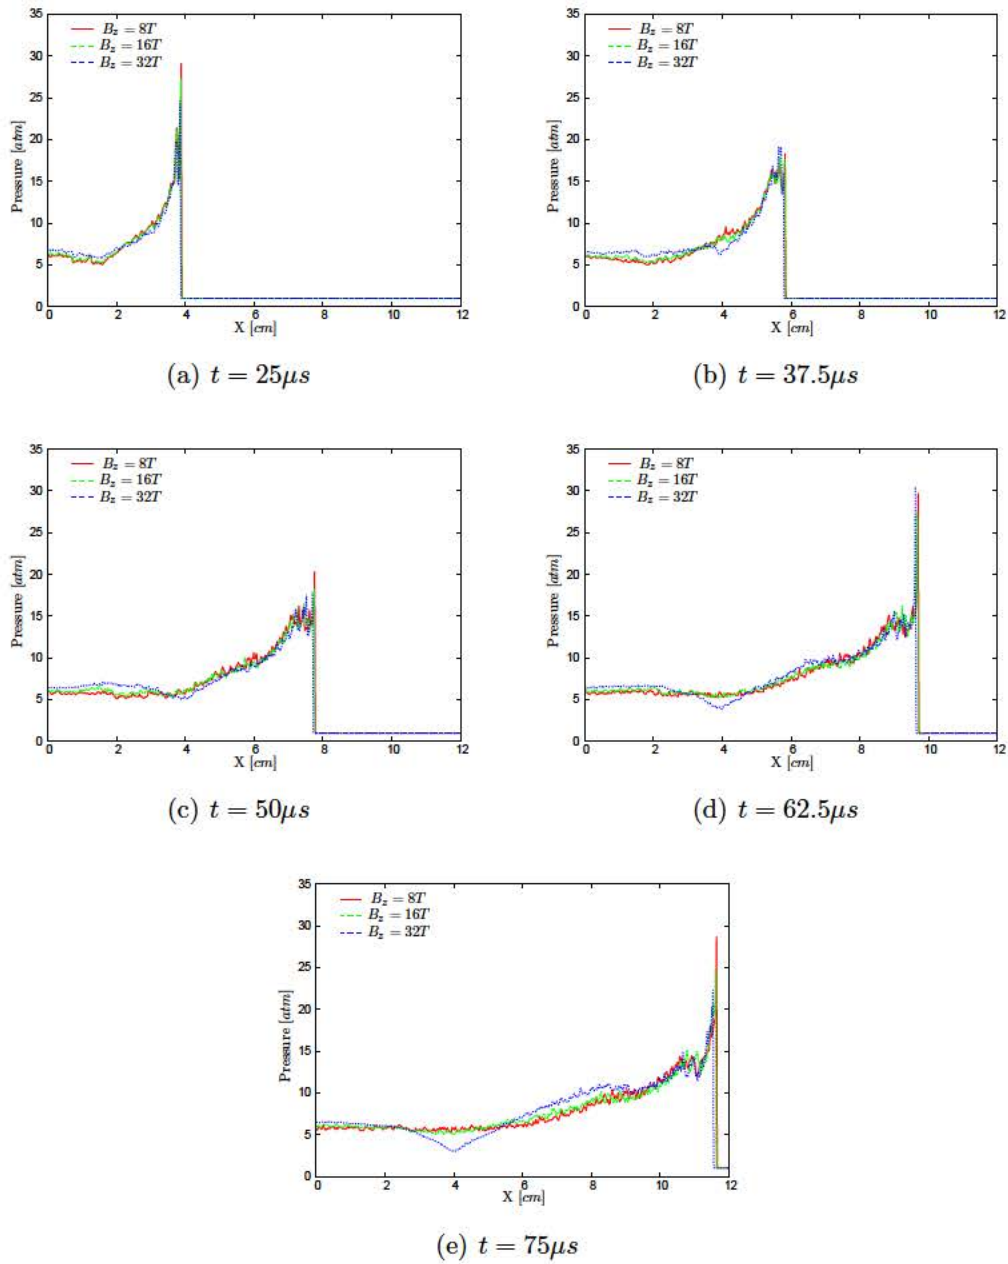 B_z = 8T
B_z = 16T
B_z = 32T
Pressure [atm]
35
30
25
20
15
10
5
0
0 2 4 6 8 10 12
X [cm]
(a) t = 25μs
B_z = 8T
B_z = 16T
B_z = 32T
Pressure [atm]
35
30
25
20
15
10
5
0
0 2 4 6 8 10 12
X [cm]
(b) t = 37.5μs
B_z = 8T
B_z = 16T
B_z = 32T
Pressure [atm]
35
30
25
20
15
10
5
0
0 2 4 6 8 10 12
X [cm]
(c) t = 50μs
B_z = 8T
B_z = 16T
B_z = 32T
Pressure [atm]
35
30
25
20
15
10
5
0
0 2 4 6 8 10 12
X [cm]
(d) t = 62.5μs
B_z = 8T
B_z = 16T
B_z = 32T
Pressure [atm]
35
30
25
20
15
10
5
0
0 2 4 6 8 10 12
X [cm]
(e) t = 75μs